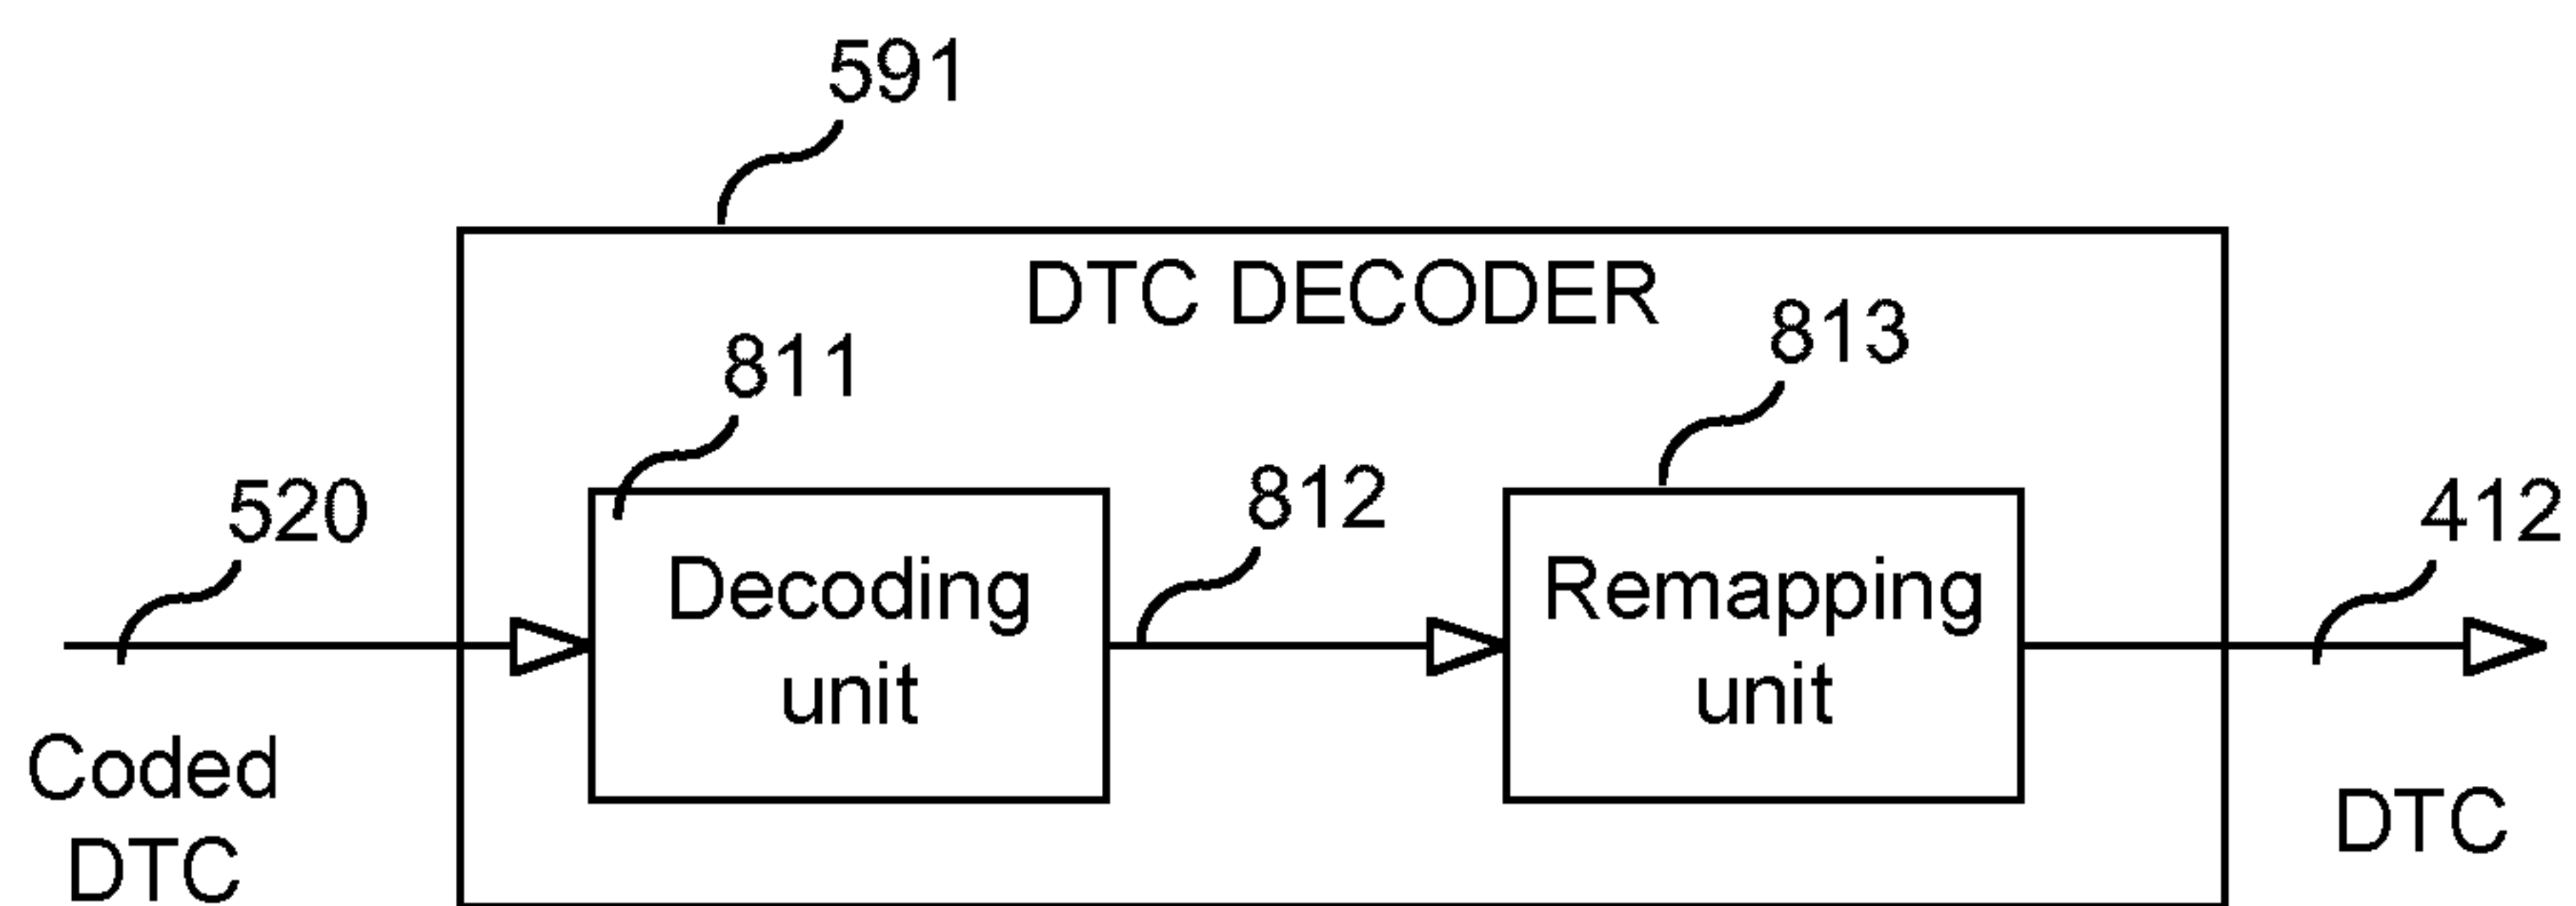 591
DTC DECODER
813
811
520
812
412
Decoding
unit
Remapping
unit
Coded
DTC
DTC